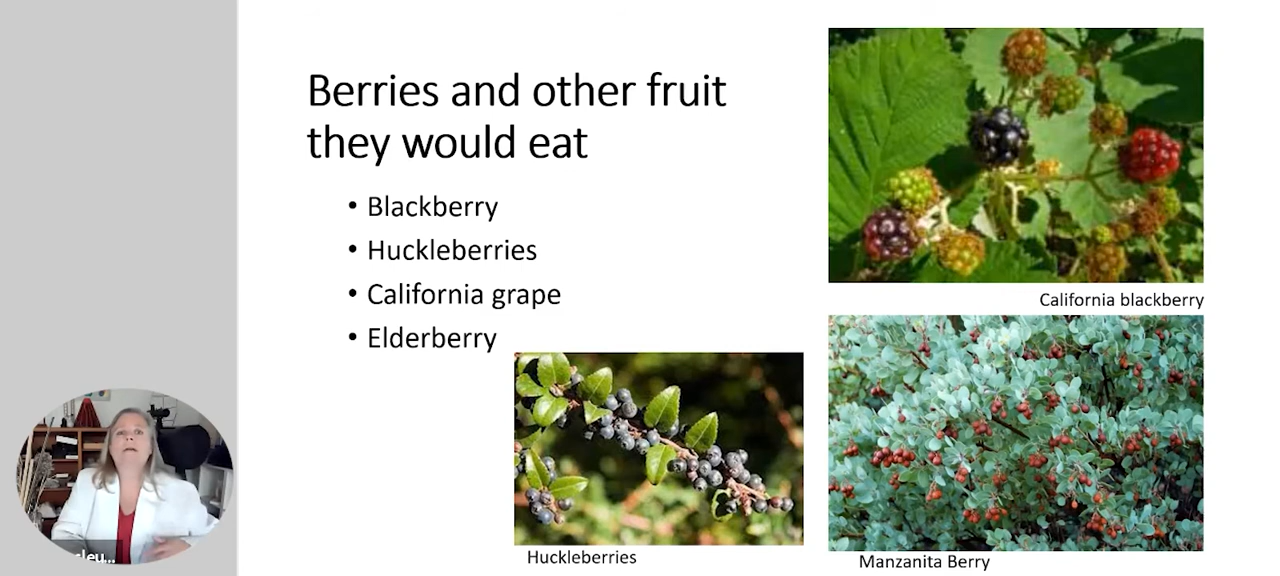 Berries and other fruit
they would eat
• Blackberry
• Huckleberries
• California grape
• Elderberry
California blackberry
Huckleberries
Manzanita Berry